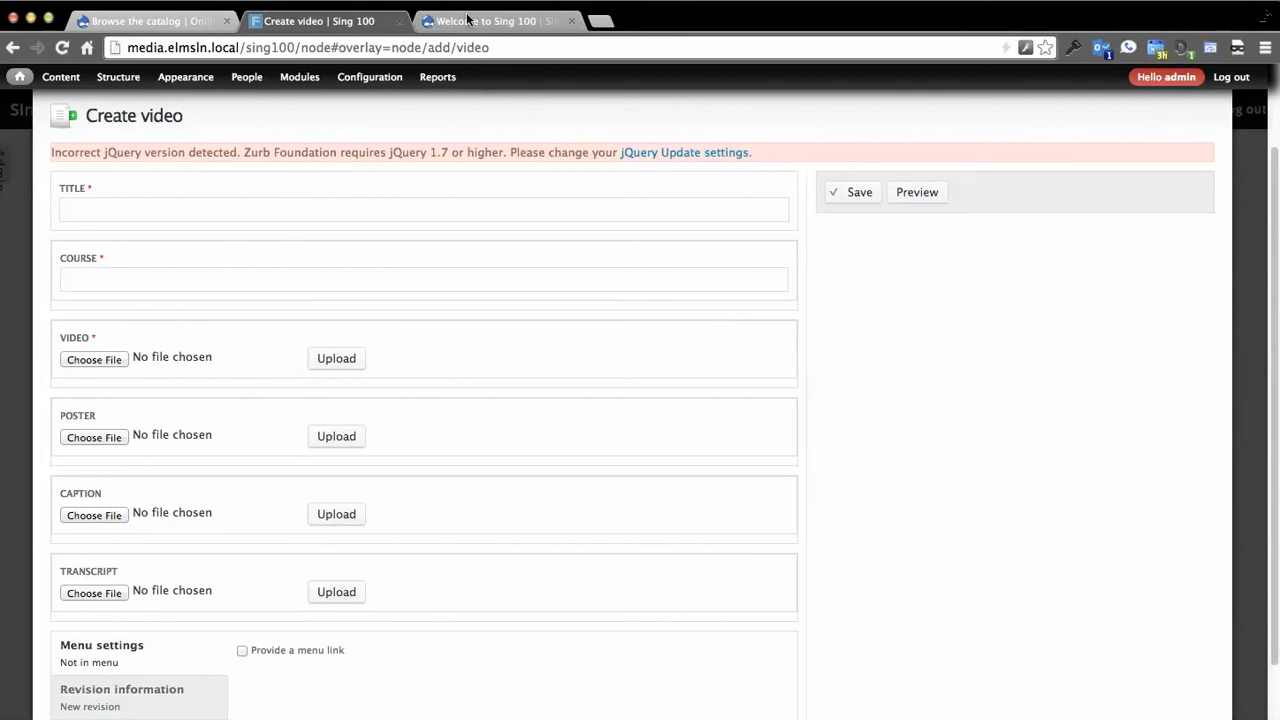 Browse the catalog | Onlin
Create video | Sing 100
Welcome to Sing 100 | Sin
media.elmsln.local/sing100/node#overlay=node/add/video
1
3h
1
Content Structure Appearance People Modules Configuration Reports Hello admin Log out
Create video
Incorrect jQuery version detected. Zurb Foundation requires jQuery 1.7 or higher. Please change your jQuery Update settings.
TITLE *
Save Preview
COURSE *
VIDEO *
Choose File No file chosen Upload
POSTER
Choose File No file chosen Upload
CAPTION
Choose File No file chosen Upload
TRANSCRIPT
Choose File No file chosen Upload
Menu settings
Not in menu
Provide a menu link
Revision information
New revision